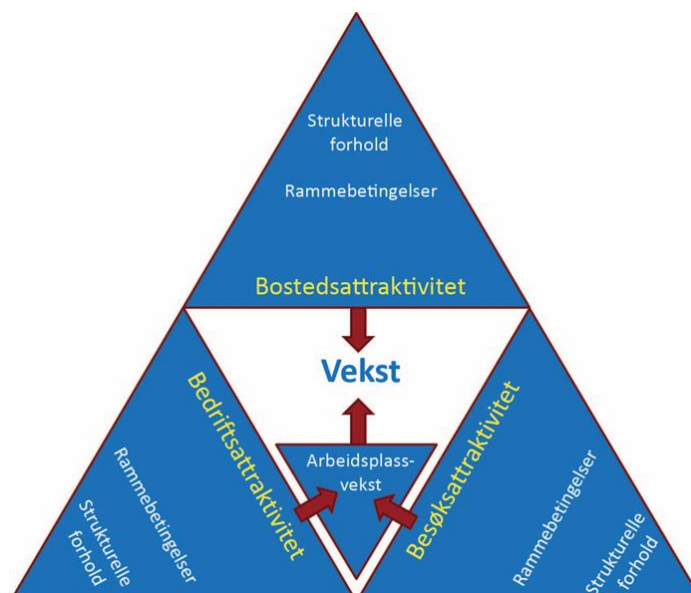 Strukturelle
forhold
Rammebetingelser
Bostedsattraktivitet
Vekst
Bedriftsattraktivitet
Rammebetingelser
Strukturelle
forhold
Arbeidsplass-
vekst
Besøksattraktivitet
Rammebetingelser
Strukturelle
forhold